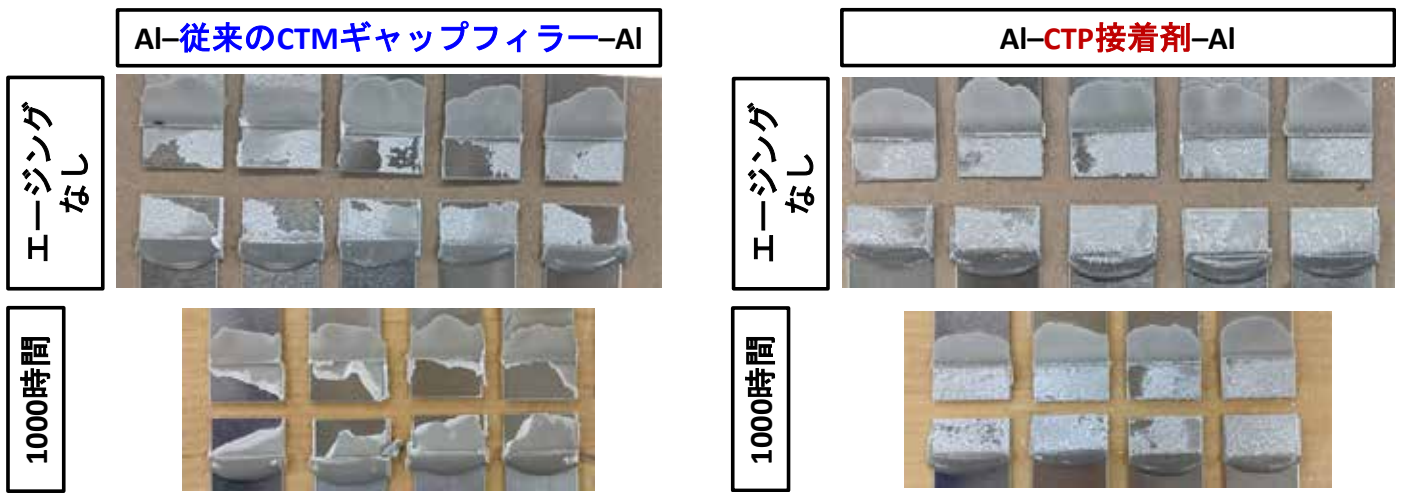 Al–従来のCTMギャップフィラー–Al
Al–CTP接着剤–Al
エージング
なし
エージング
なし
1000時間
1000時間